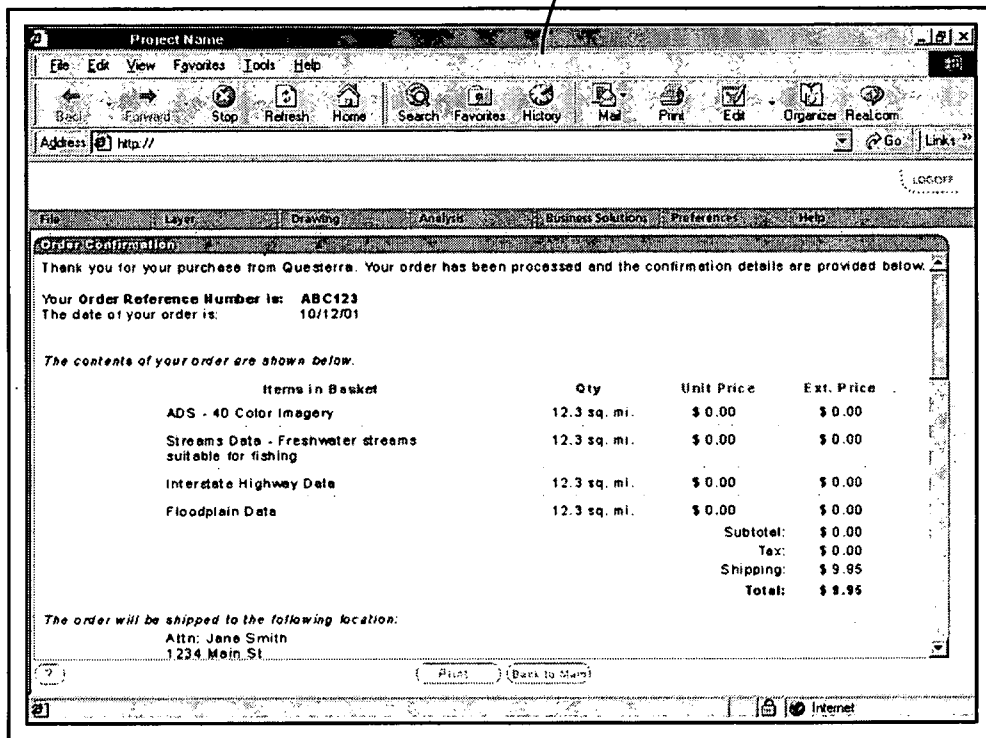 Project Name
File Edit View Favorites Tools Help
Back Forward Stop Refresh Home Search Favorites History Mail Print Edit Organizer Real.com
Address http:// Go Links »
LOGOFF
File Layer Drawing Analysis Business Solutions Preferences Help
Order Confirmation
Thank you for your purchase from Questerra. Your order has been processed and the confirmation details are provided below.
Your Order Reference Number is: ABC123
The date of your order is: 10/12/01
The contents of your order are shown below.
Items in Basket Qty Unit Price Ext. Price
ADS - 40 Color Imagery 12.3 sq. mi. $ 0.00 $ 0.00
Streams Data - Freshwater streams
suitable for fishing 12.3 sq. mi. $ 0.00 $ 0.00
Interstate Highway Data 12.3 sq. mi. $ 0.00 $ 0.00
Floodplain Data 12.3 sq. mi. $ 0.00 $ 0.00
Subtotal: $ 0.00
Tax: $ 0.00
Shipping: $ 9.95
Total: $ 9.95
The order will be shipped to the following location:
Attn: Jane Smith
1234 Main St
? Print Back to Main
Internet